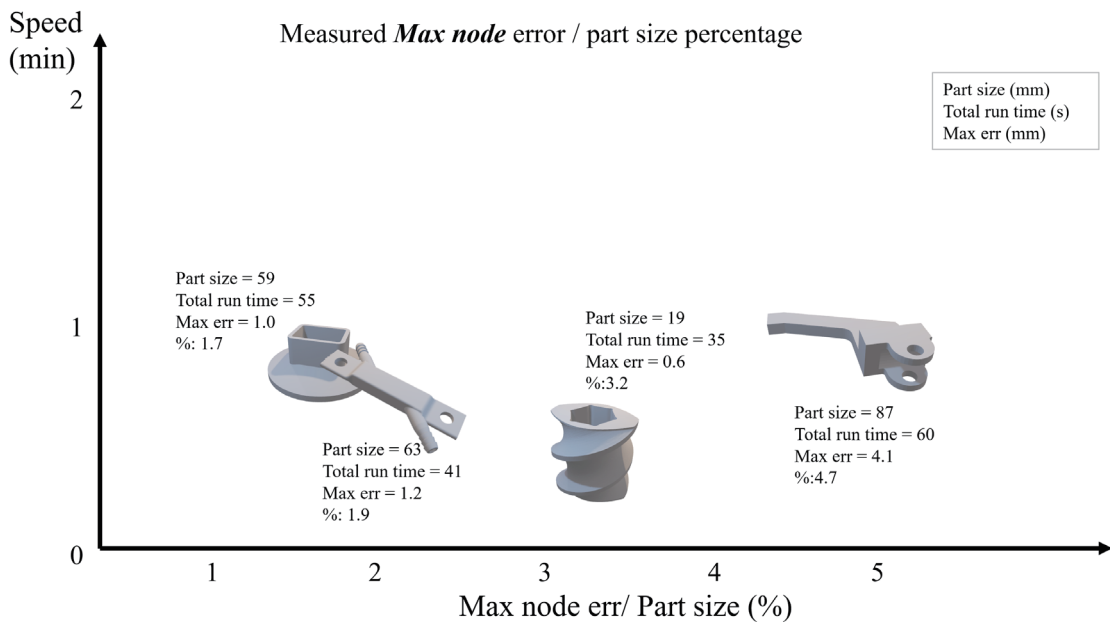 Speed
(min)
Measured Max node error / part size percentage
Part size (mm)
Total run time (s)
Max err (mm)
2
1
0
Part size = 59
Total run time = 55
Max err = 1.0
%: 1.7
Part size = 63
Total run time = 41
Max err = 1.2
%: 1.9
Part size = 19
Total run time = 35
Max err = 0.6
%:3.2
Part size = 87
Total run time = 60
Max err = 4.1
%:4.7
1 2 3 4 5
Max node err/ Part size (%)